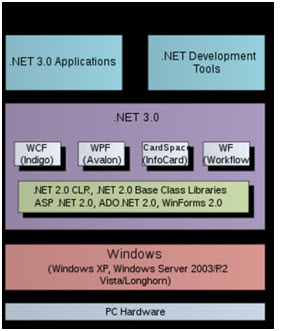 .NET 3.0 Applications
.NET Development
Tools
.NET 3.0
WCF
(Indigo)
WPF
(Avalon)
CardSpac
(InfoCard)
WF
(Workflow
.NET 2.0 CLR, .NET 2.0 Base Class Libraries
ASP .NET 2.0, ADO.NET 2.0, WinForms 2.0
Windows
(Windows XP, Windows Server 2003/R2
Vista/Longhorn)
PC Hardware